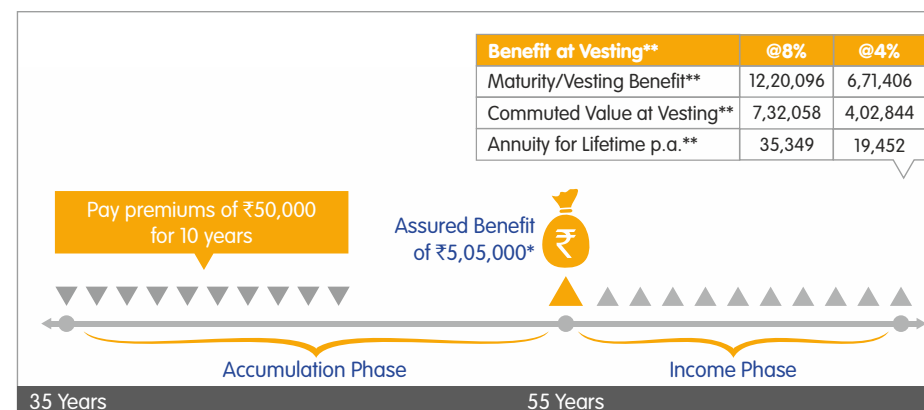 Benefit at Vesting** @8% @4%
Maturity/Vesting Benefit** 12,20,096 6,71,406
Commuted Value at Vesting** 7,32,058 4,02,844
Annuity for Lifetime p.a.** 35,349 19,452
Pay premiums of ₹50,000
for 10 years
Assured Benefit
of ₹5,05,000*
₹
Accumulation Phase
Income Phase
35 Years
55 Years